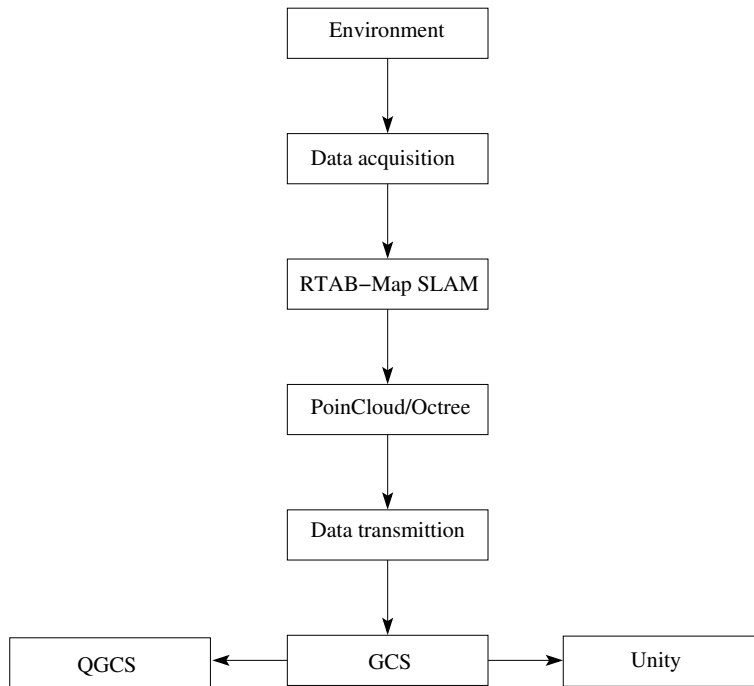 Environment
Data acquisition
RTAB−Map SLAM
PoinCloud/Octree
Data transmittion
QGCS
GCS
Unity